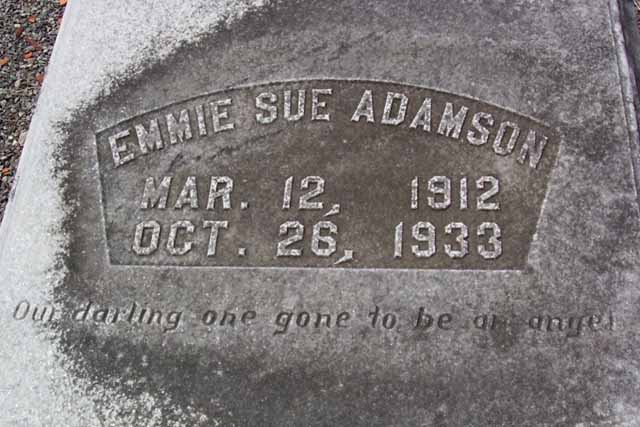 EMMIE SUE ADAMSON
MAR. 12, 1912
OCT. 26, 1933
Our darling one gone to be an angel